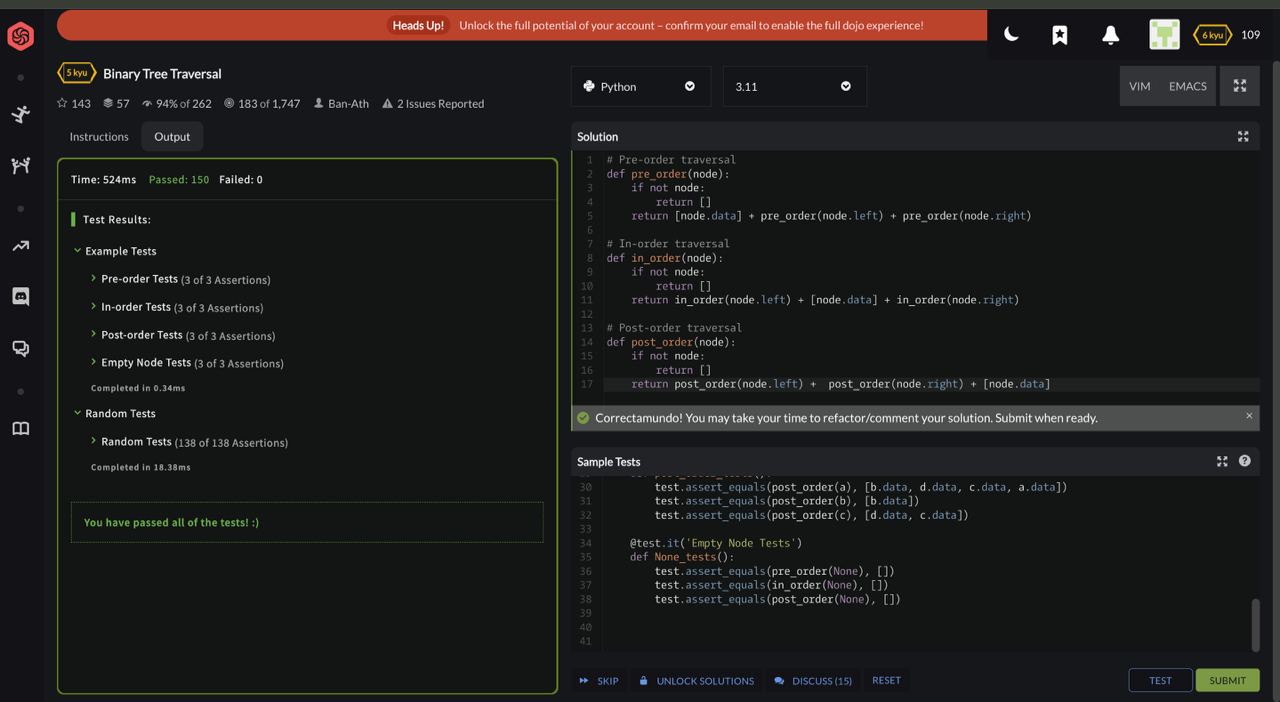 Heads Up! Unlock the full potential of your account – confirm your email to enable the full dojo experience!
6 kyu 109
5 kyu Binary Tree Traversal
143 57 94% of 262 183 of 1,747 Ban-Ath 2 Issues Reported
Instructions Output
Time: 524ms Passed: 150 Failed: 0
Test Results:
Example Tests
Pre-order Tests (3 of 3 Assertions)
In-order Tests (3 of 3 Assertions)
Post-order Tests (3 of 3 Assertions)
Empty Node Tests (3 of 3 Assertions)
Completed in 0.34ms
Random Tests
Random Tests (138 of 138 Assertions)
Completed in 18.38ms
You have passed all of the tests! :)
Python 3.11 VIM EMACS
Solution
1 # Pre-order traversal
2 def pre_order(node):
3     if not node:
4         return []
5     return [node.data] + pre_order(node.left) + pre_order(node.right)
6
7 # In-order traversal
8 def in_order(node):
9     if not node:
10         return []
11     return in_order(node.left) + [node.data] + in_order(node.right)
12
13 # Post-order traversal
14 def post_order(node):
15     if not node:
16         return []
17     return post_order(node.left) +  post_order(node.right) + [node.data]
Correctamundo! You may take your time to refactor/comment your solution. Submit when ready.
Sample Tests
30         test.assert_equals(post_order(a), [b.data, d.data, c.data, a.data])
31         test.assert_equals(post_order(b), [b.data])
32         test.assert_equals(post_order(c), [d.data, c.data])
33
34     @test.it('Empty Node Tests')
35     def None_tests():
36         test.assert_equals(pre_order(None), [])
37         test.assert_equals(in_order(None), [])
38         test.assert_equals(post_order(None), [])
39
40
41
SKIP UNLOCK SOLUTIONS DISCUSS (15) RESET TEST SUBMIT